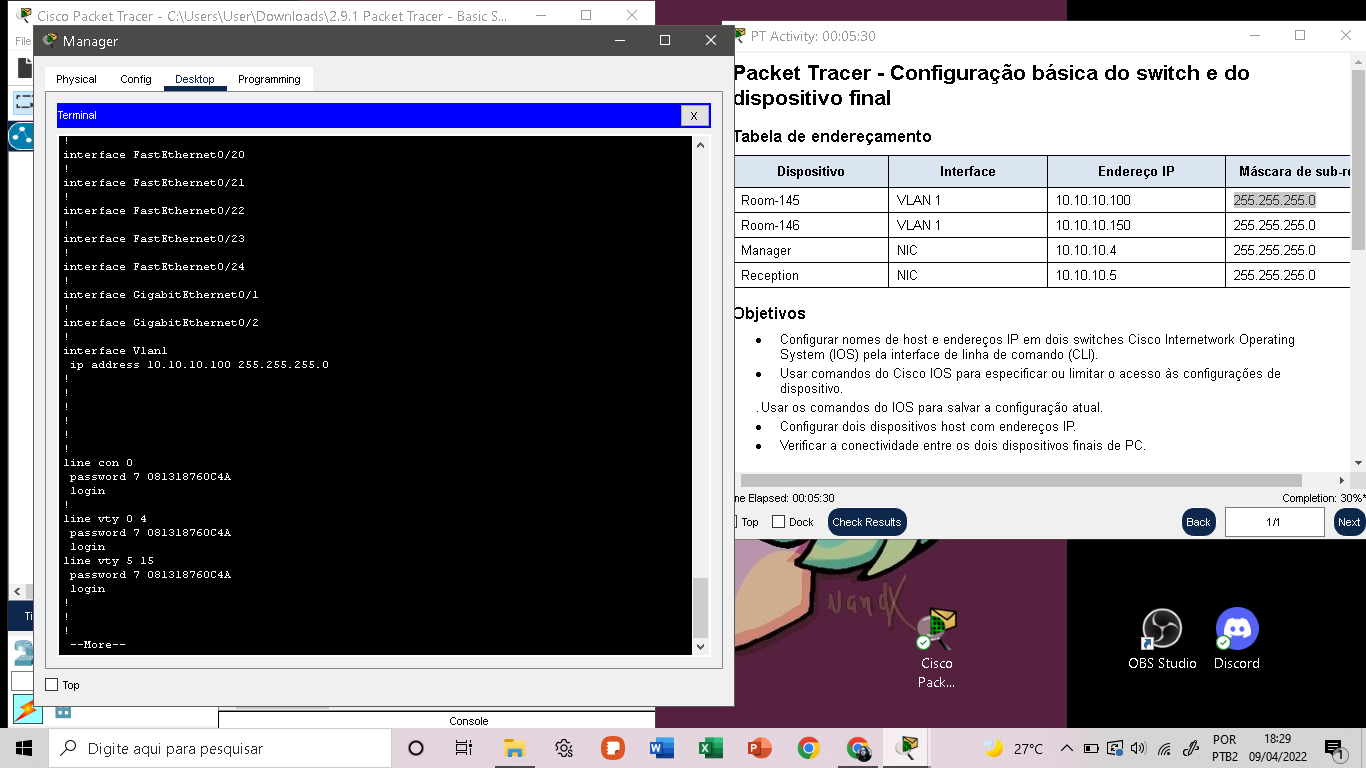 Cisco Packet Tracer - C:\Users\User\Downloads\2.9.1 Packet Tracer - Basic S...
File
Manager
Physical
Config
Desktop
Programming
Terminal
X
!
interface FastEthernet0/20
!
interface FastEthernet0/21
!
interface FastEthernet0/22
!
interface FastEthernet0/23
!
interface FastEthernet0/24
!
interface GigabitEthernet0/1
!
interface GigabitEthernet0/2
!
interface Vlan1
ip address 10.10.10.100 255.255.255.0
!
!
!
!
!
!
line con 0
password 7 081318760C4A
login
!
line vty 0 4
password 7 081318760C4A
login
line vty 5 15
password 7 081318760C4A
login
!
!
!
--More--
Top
Console
PT Activity: 00:05:30
Packet Tracer - Configuração básica do switch e do
dispositivo final
Tabela de endereçamento
Dispositivo Interface Endereço IP Máscara de sub-re
Room-145 VLAN 1 10.10.10.100 255.255.255.0
Room-146 VLAN 1 10.10.10.150 255.255.255.0
Manager NIC 10.10.10.4 255.255.255.0
Reception NIC 10.10.10.5 255.255.255.0
Objetivos
• Configurar nomes de host e endereços IP em dois switches Cisco Internetwork Operating
System (IOS) pela interface de linha de comando (CLI).
• Usar comandos do Cisco IOS para especificar ou limitar o acesso às configurações de
dispositivo.
.Usar os comandos do IOS para salvar a configuração atual.
• Configurar dois dispositivos host com endereços IP.
• Verificar a conectividade entre os dois dispositivos finais de PC.
ne Elapsed: 00:05:30
Completion: 30%*
Top
Dock
Check Results
Back
1/1
Next
Cisco
Pack...
OBS Studio
Discord
Digite aqui para pesquisar
27°C
POR
PTB2
18:29
09/04/2022
1